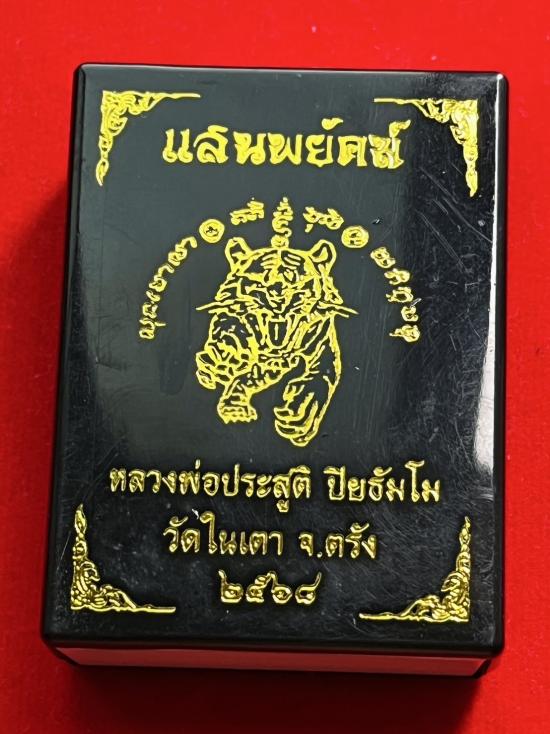 แสนพยัคฆ์
หลวงพ่อประสูติ ปิยธัมโม
วัดในเตา จ.ตรัง
๒๕๖๘